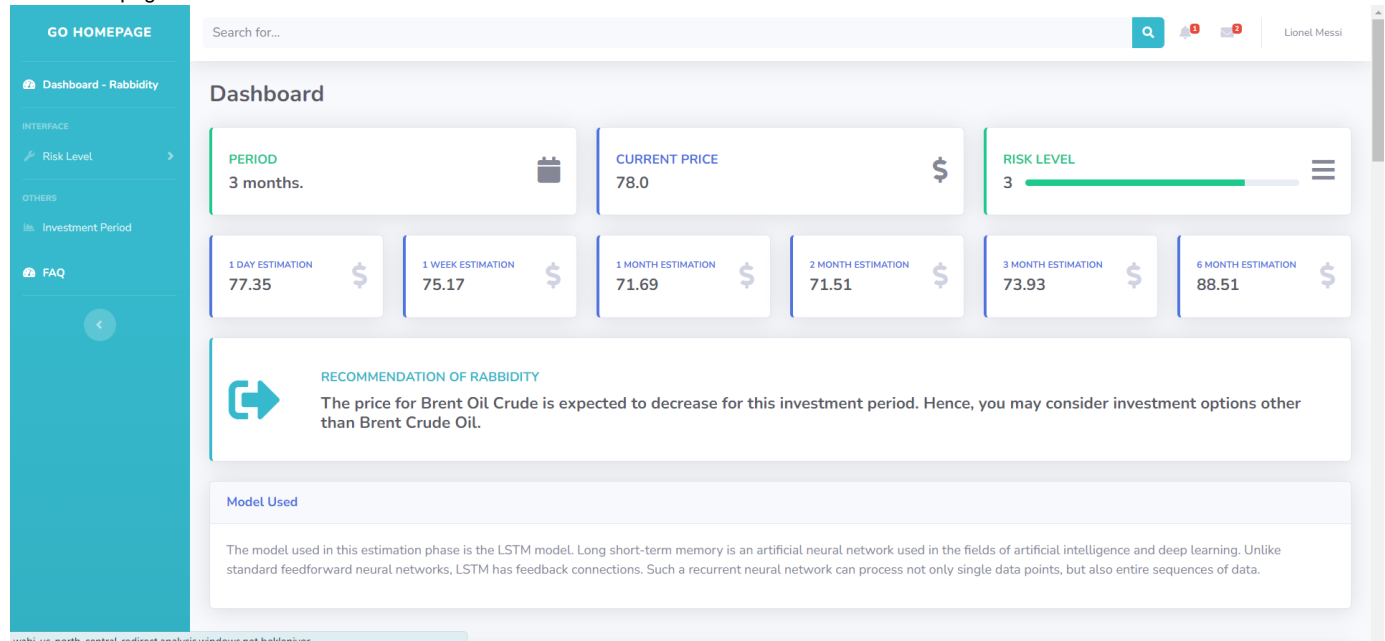 GO HOMEPAGE
Search for...
1
2
Lionel Messi
Dashboard - Rabbidity
Dashboard
INTERFACE
Risk Level
OTHERS
Investment Period
FAQ
PERIOD
3 months.
CURRENT PRICE
78.0
$
RISK LEVEL
3
1 DAY ESTIMATION
77.35
$
1 WEEK ESTIMATION
75.17
$
1 MONTH ESTIMATION
71.69
$
2 MONTH ESTIMATION
71.51
$
3 MONTH ESTIMATION
73.93
$
6 MONTH ESTIMATION
88.51
$
RECOMMENDATION OF RABBIDITY
The price for Brent Oil Crude is expected to decrease for this investment period. Hence, you may consider investment options other
than Brent Crude Oil.
Model Used
The model used in this estimation phase is the LSTM model. Long short-term memory is an artificial neural network used in the fields of artificial intelligence and deep learning. Unlike
standard feedforward neural networks, LSTM has feedback connections. Such a recurrent neural network can process not only single data points, but also entire sequences of data.